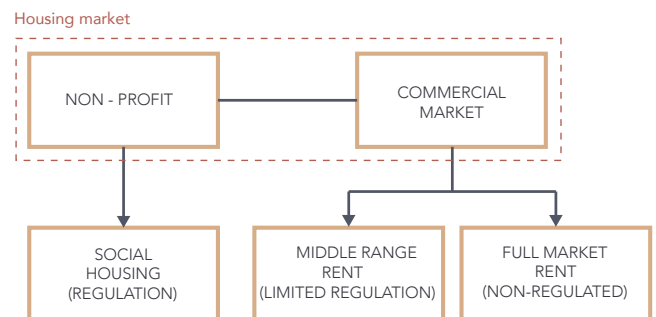 Housing market
NON - PROFIT
COMMERCIAL
MARKET
SOCIAL
HOUSING
(REGULATION)
MIDDLE RANGE
RENT
(LIMITED REGULATION)
FULL MARKET
RENT
(NON-REGULATED)